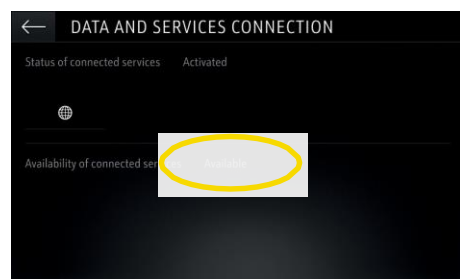 DATA AND SERVICES CONNECTION
Status of connected services Activated
Availability of connected services Available